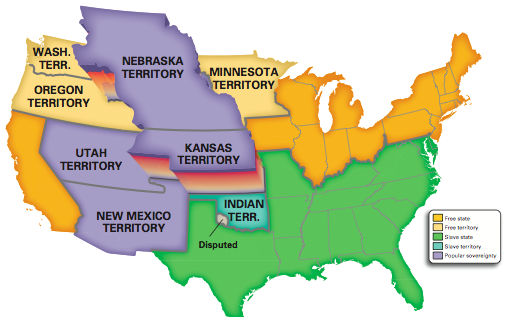 WASH.
TERR.
OREGON
TERRITORY
NEBRASKA
TERRITORY
MINNESOTA
TERRITORY
UTAH
TERRITORY
KANSAS
TERRITORY
NEW MEXICO
TERRITORY
INDIAN
TERR.
Disputed
Free state
Free territory
Slave state
Slave territory
Popular sovereignty